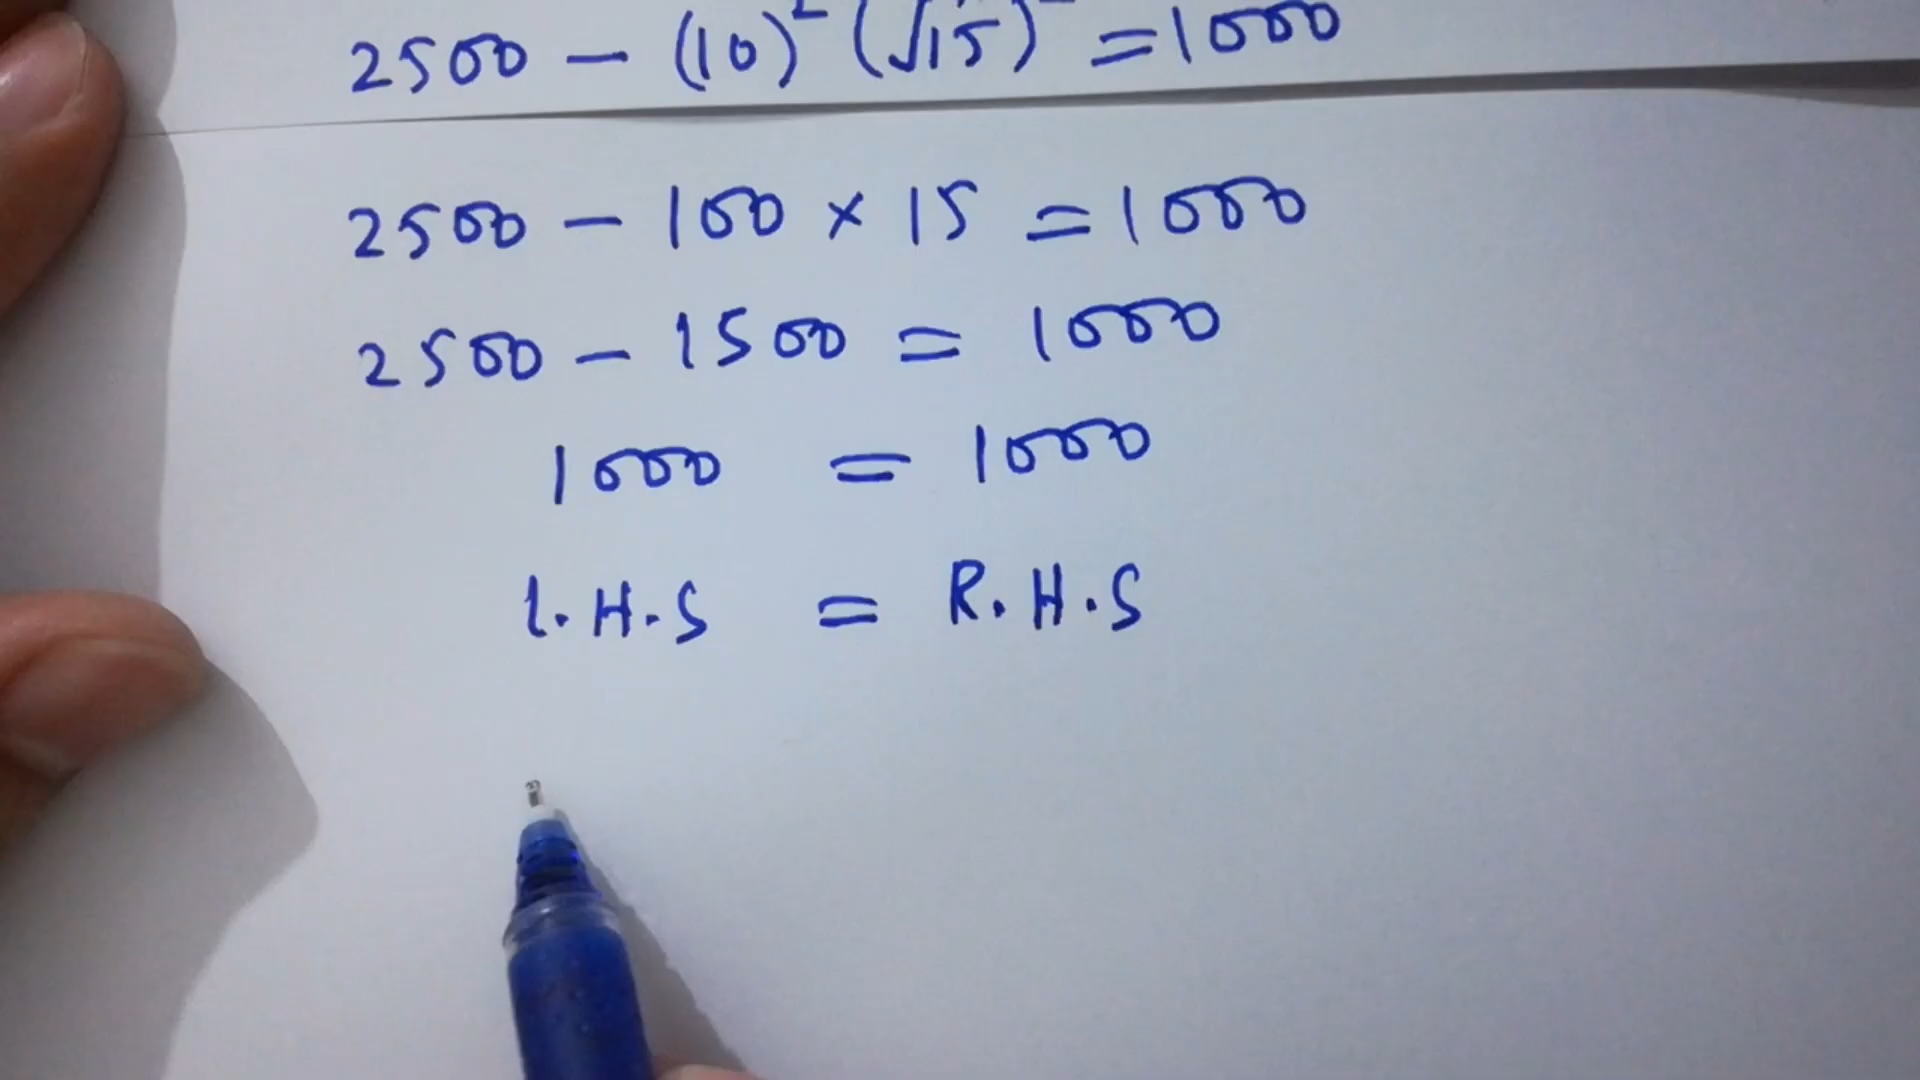 2500 - (10)² (√15)² = 1000
2500 - 100 × 15 = 1000
2500 - 1500 = 1000
1000 = 1000
L.H.S = R.H.S